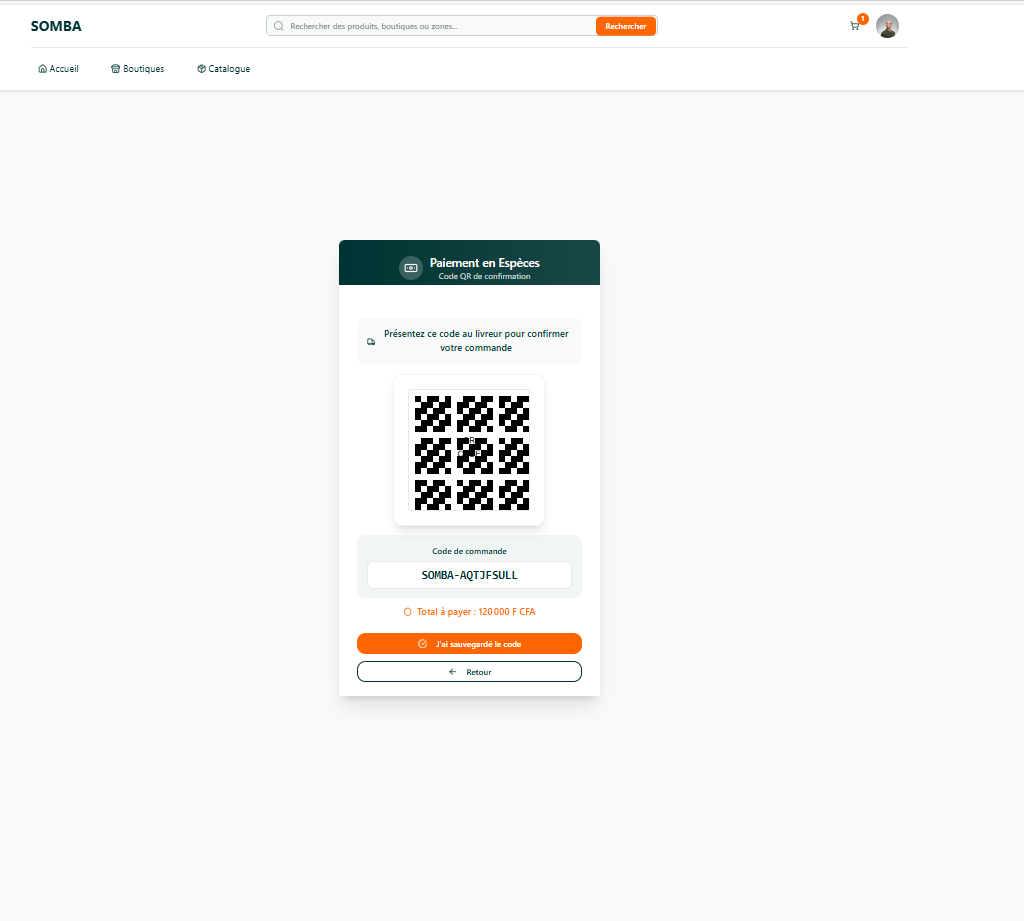 SOMBA
Rechercher des produits, boutiques ou zones...
Rechercher
1
Accueil
Boutiques
Catalogue
Paiement en Espèces
Code QR de confirmation
Présentez ce code au livreur pour confirmer
votre commande
Code de commande
SOMBA-AQTJFSULL
Total à payer : 120 000 F CFA
J'ai sauvegardé le code
Retour